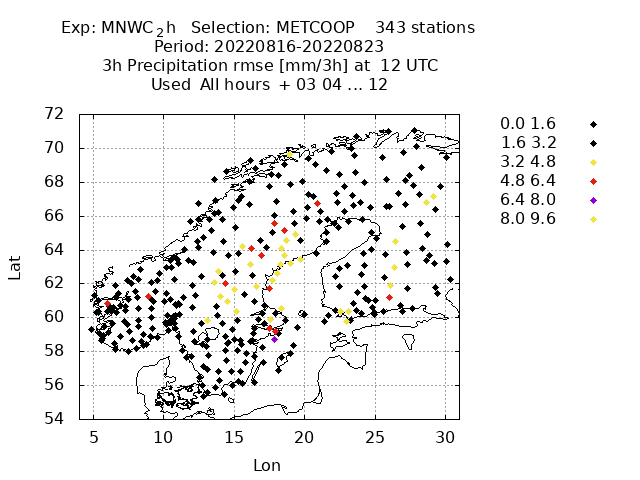 Exp: MNWC₂h Selection: METCOOP 343 stations
Period: 20220816-20220823
3h Precipitation rmse [mm/3h] at 12 UTC
Used All hours + 03 04 ... 12
72
70
68
66
64
62
60
58
56
54
Lat
5 10 15 20 25 30
Lon
0.0 1.6
1.6 3.2
3.2 4.8
4.8 6.4
6.4 8.0
8.0 9.6